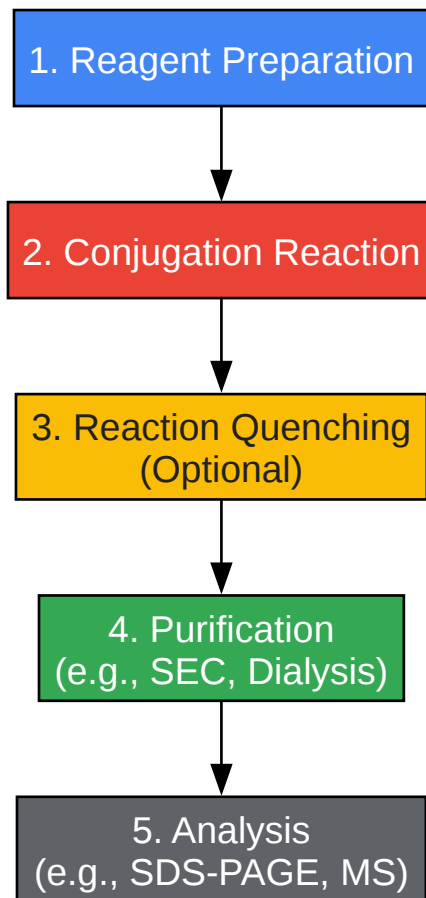 1. Reagent Preparation
2. Conjugation Reaction
3. Reaction Quenching
(Optional)
4. Purification
(e.g., SEC, Dialysis)
5. Analysis
(e.g., SDS-PAGE, MS)